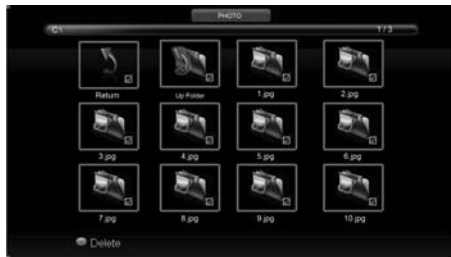 PHOTO
C:\ 1 / 3
Return Up Folder 1.jpg 2.jpg
3.jpg 4.jpg 5.jpg 6.jpg
7.jpg 8.jpg 9.jpg 10.jpg
Delete